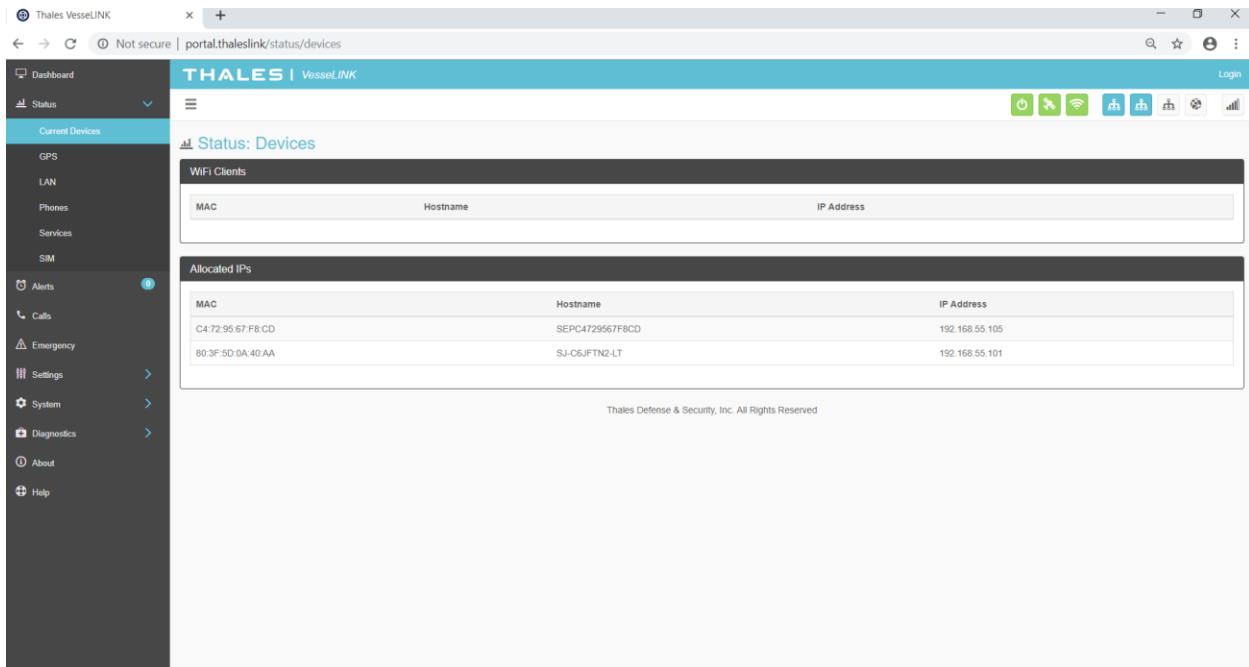 Thales VesseLINK
Not secure | portal.thaleslink/status/devices
Dashboard
THALES | VesseLINK
Login
Status
Current Devices
GPS
LAN
Phones
Services
SIM
Alerts 0
Calls
Emergency
Settings
System
Diagnostics
About
Help
Status: Devices
WiFi Clients
MAC Hostname IP Address
Allocated IPs
MAC Hostname IP Address
C4:72:95:67:F8:CD SEPC4729567F8CD 192.168.55.105
80:3F:5D:0A:40:AA SJ-C6JFTN2-LT 192.168.55.101
Thales Defense & Security, Inc. All Rights Reserved